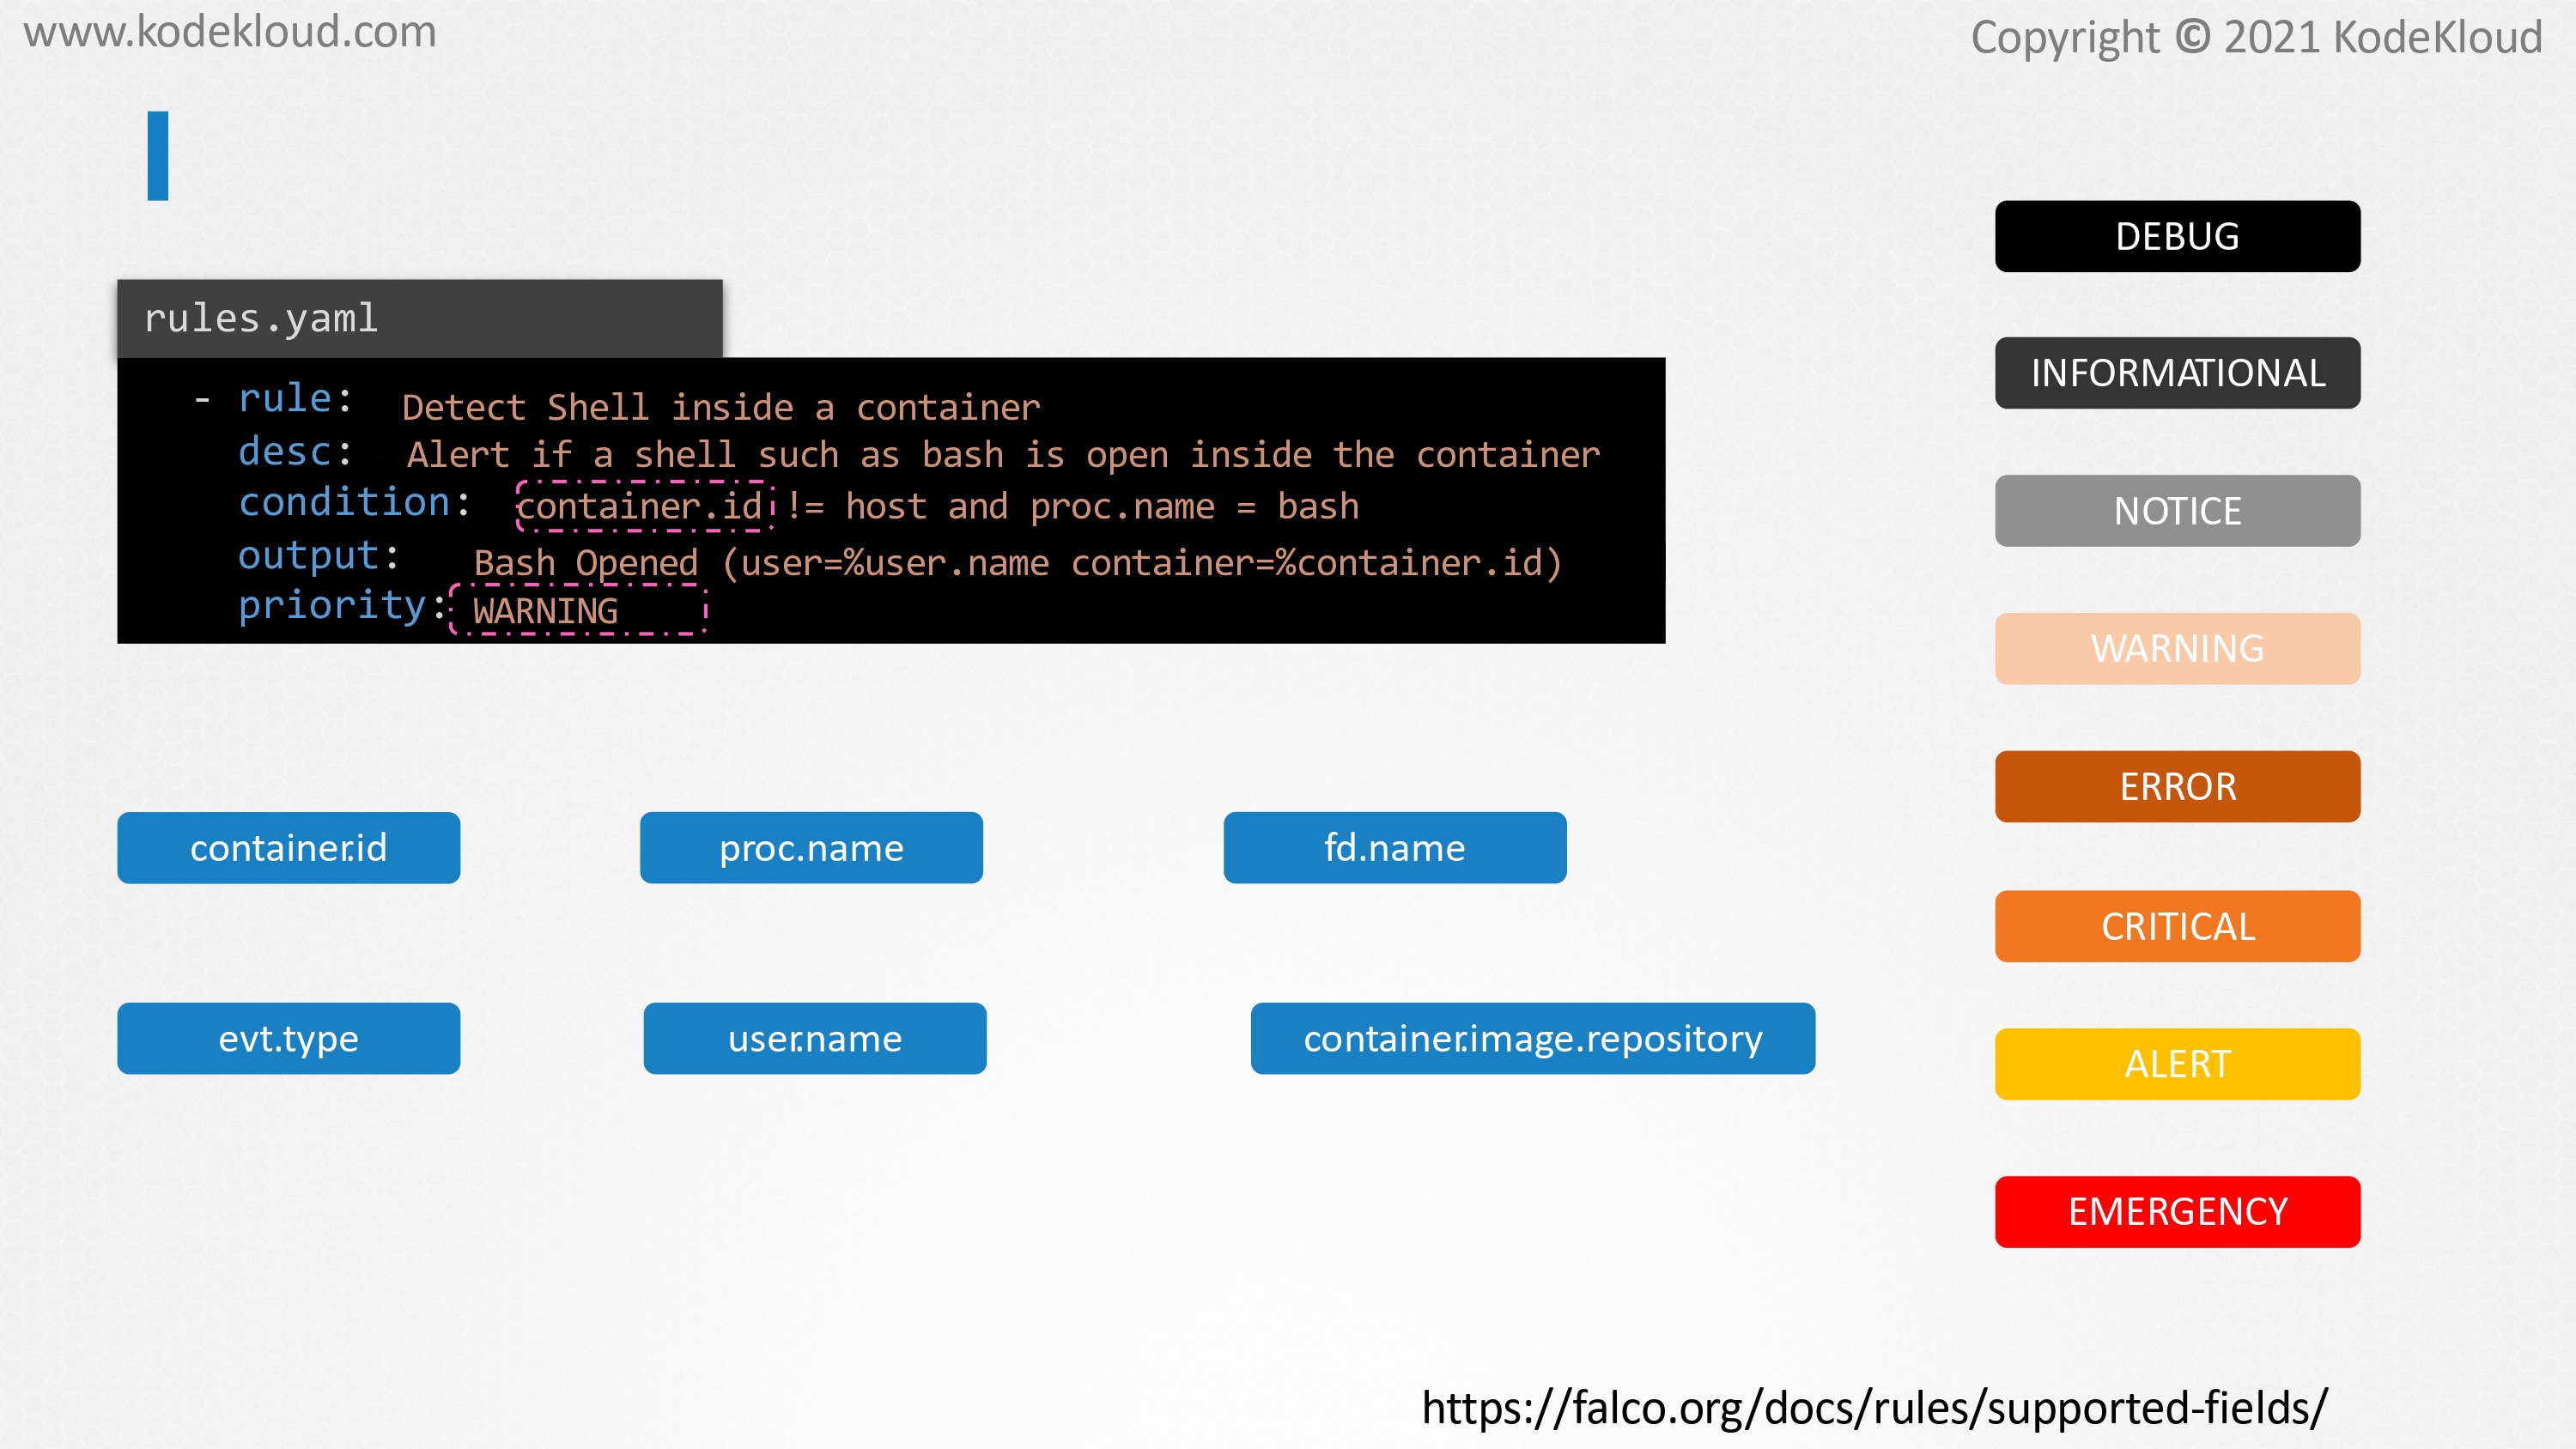 www.kodekloud.com
Copyright © 2021 KodeKloud
rules.yaml
- rule: Detect Shell inside a container
desc: Alert if a shell such as bash is open inside the container
condition: container.id != host and proc.name = bash
output: Bash Opened (user=%user.name container=%container.id)
priority: WARNING
container.id
proc.name
fd.name
evt.type
user.name
container.image.repository
DEBUG
INFORMATIONAL
NOTICE
WARNING
ERROR
CRITICAL
ALERT
EMERGENCY
https://falco.org/docs/rules/supported-fields/